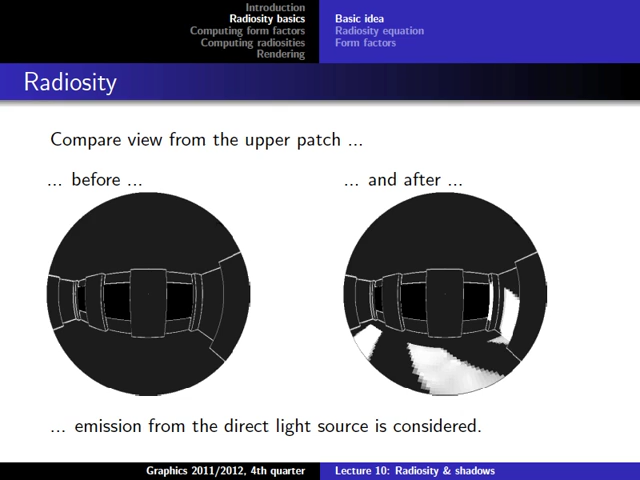 Introduction
Radiosity basics
Computing form factors
Computing radiosities
Rendering
Basic idea
Radiosity equation
Form factors
Radiosity
Compare view from the upper patch ...
... before ...
... and after ...
... emission from the direct light source is considered.
Graphics 2011/2012, 4th quarter
Lecture 10: Radiosity & shadows